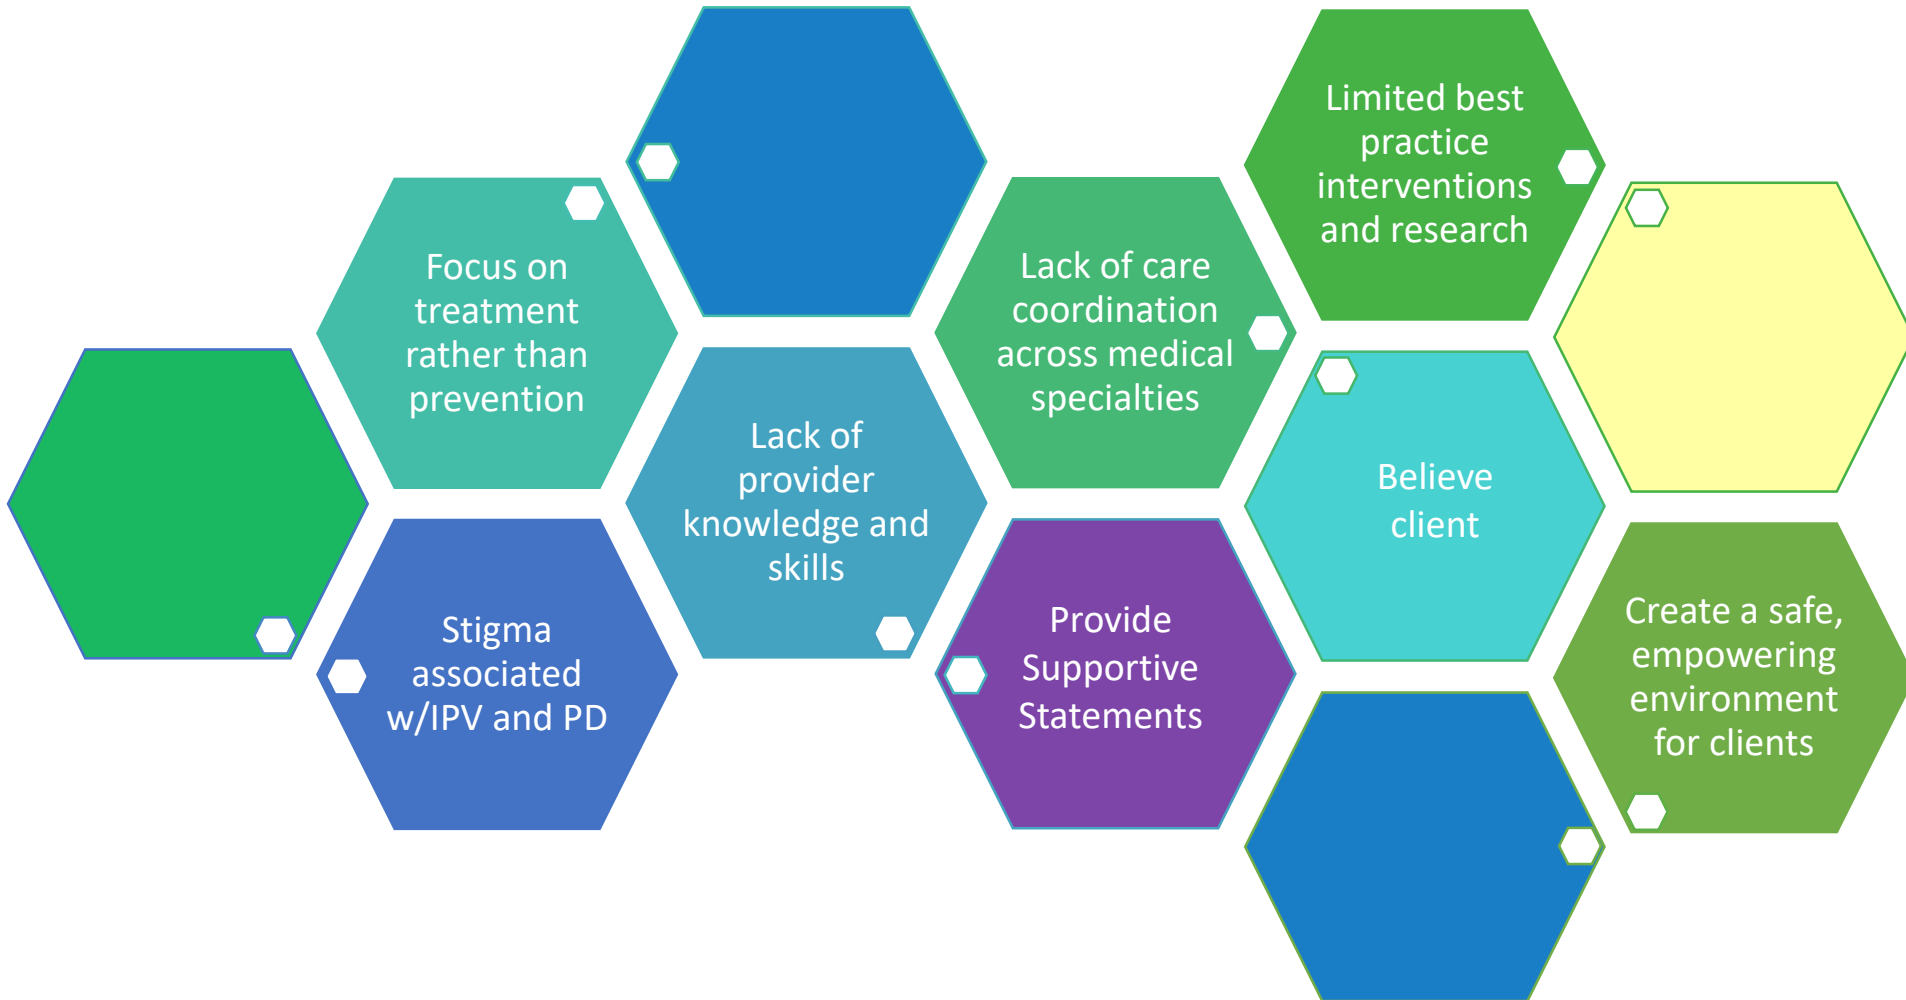 Focus on
treatment
rather than
prevention
Stigma
associated
w/IPV and PD
Lack of
provider
knowledge and
skills
Lack of care
coordination
across medical
specialties
Provide
Supportive
Statements
Limited best
practice
interventions
and research
Believe
client
Create a safe,
empowering
environment
for clients